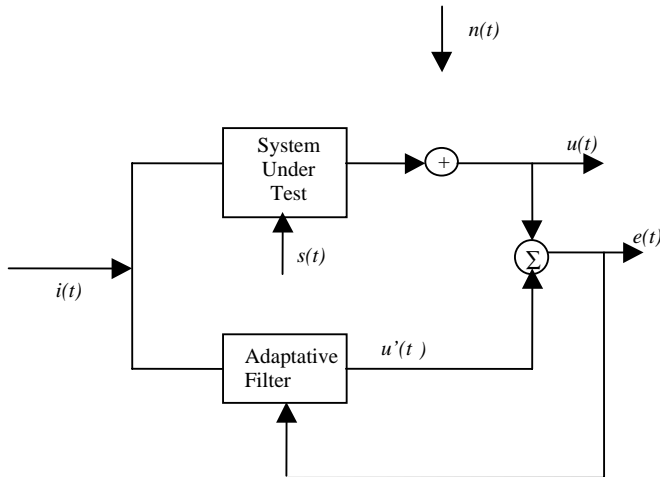 n(t)
System
Under
Test
+
u(t)
s(t)
Σ
e(t)
i(t)
Adaptative
Filter
u'(t )